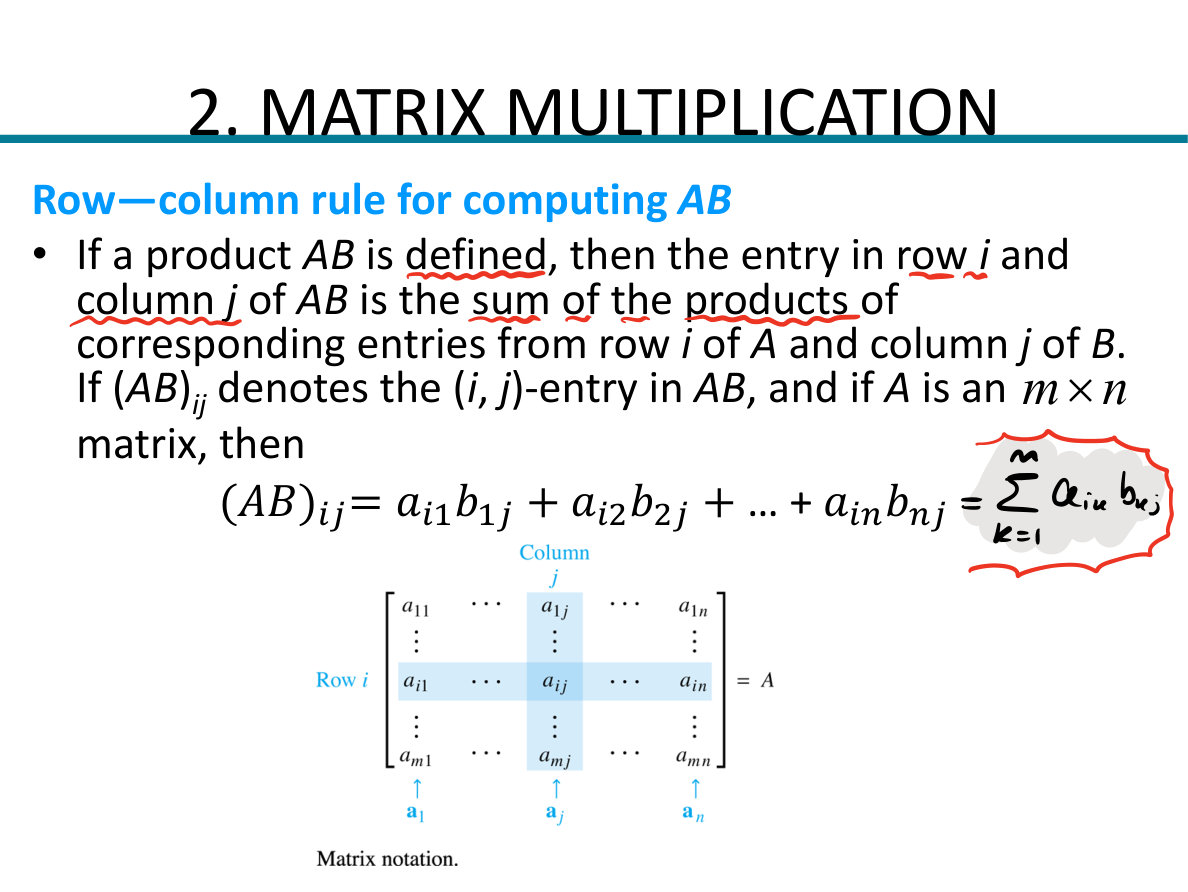 2. MATRIX MULTIPLICATION
Row—column rule for computing AB
• If a product AB is defined, then the entry in row i and
column j of AB is the sum of the products of
corresponding entries from row i of A and column j of B.
If (AB)ij denotes the (i, j)-entry in AB, and if A is an m × n
matrix, then
(AB)ij = ai1b1j + ai2b2j + … + ainbnj = ∑ k=1 n aik bkj
Column
j
a11 ··· a1j ··· a1n
⋮ ⋮ ⋮
Row i ai1 ··· aij ··· ain = A
⋮ ⋮ ⋮
am1 ··· amj ··· amn
↑ ↑ ↑
a1 aj an
Matrix notation.